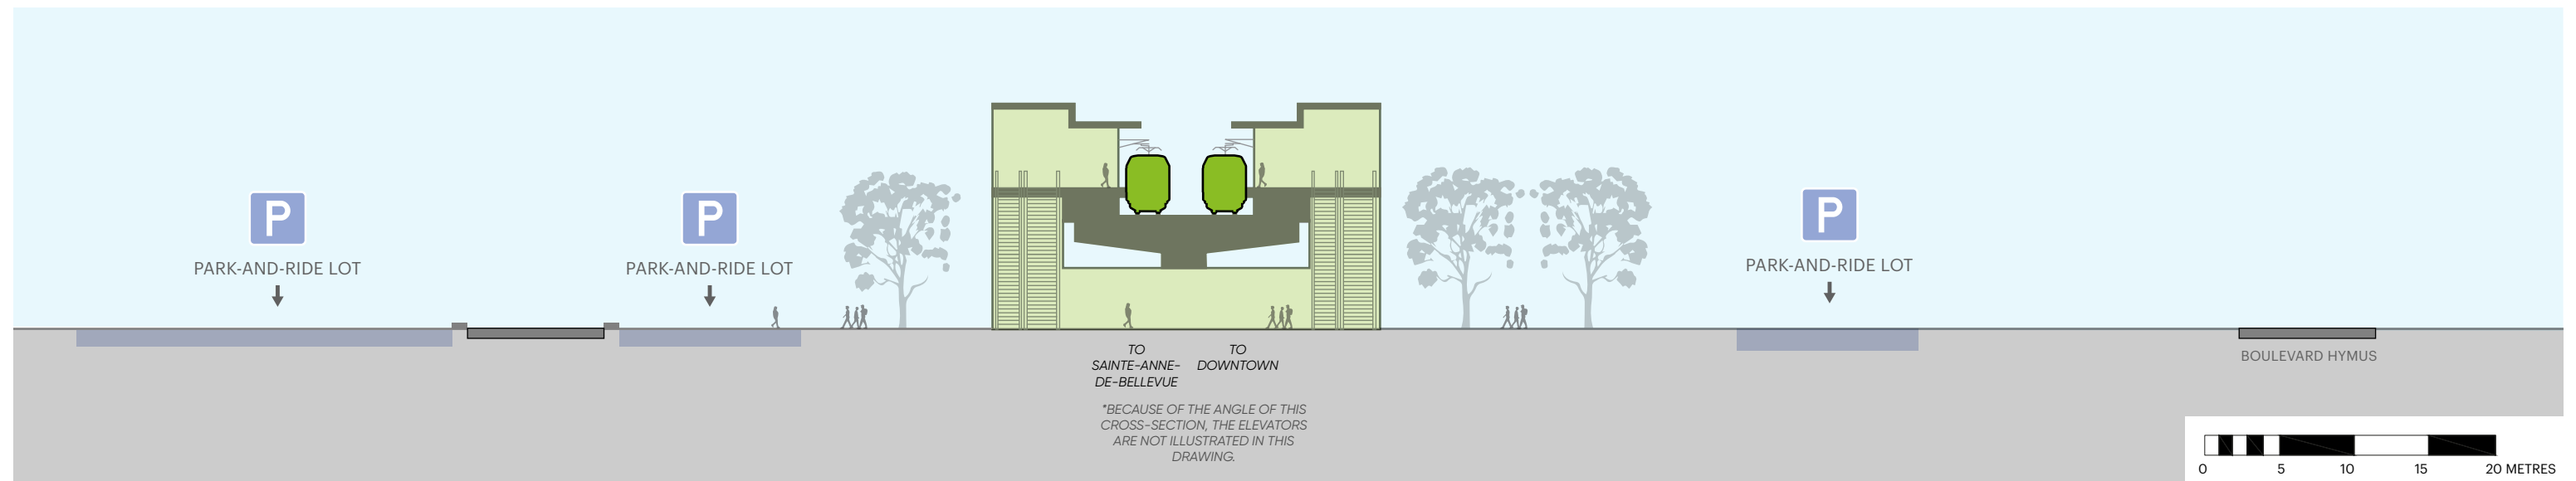 P
PARK-AND-RIDE LOT
P
PARK-AND-RIDE LOT
P
PARK-AND-RIDE LOT
TO
SAINTE-ANNE-
DE-BELLEVUE
TO
DOWNTOWN
*BECAUSE OF THE ANGLE OF THIS
CROSS-SECTION, THE ELEVATORS
ARE NOT ILLUSTRATED IN THIS
DRAWING.
BOULEVARD HYMUS
0 5 10 15 20 METRES